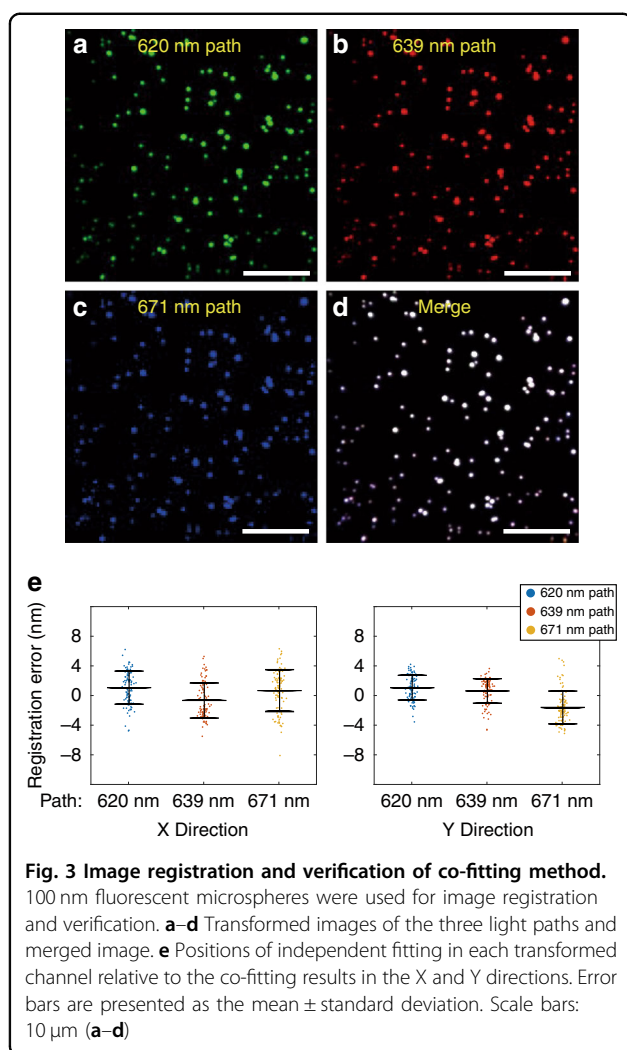 a
620 nm path
b
639 nm path
c
671 nm path
d
Merge
e
620 nm path
639 nm path
671 nm path
Registration error (nm)
8
4
0
−4
−8
8
4
0
−4
−8
Path:
620 nm
639 nm
671 nm
620 nm
639 nm
671 nm
X Direction
Y Direction
Fig. 3 Image registration and verification of co-fitting method.
100 nm fluorescent microspheres were used for image registration
and verification. a–d Transformed images of the three light paths and
merged image. e Positions of independent fitting in each transformed
channel relative to the co-fitting results in the X and Y directions. Error
bars are presented as the mean ± standard deviation. Scale bars:
10 μm (a–d)